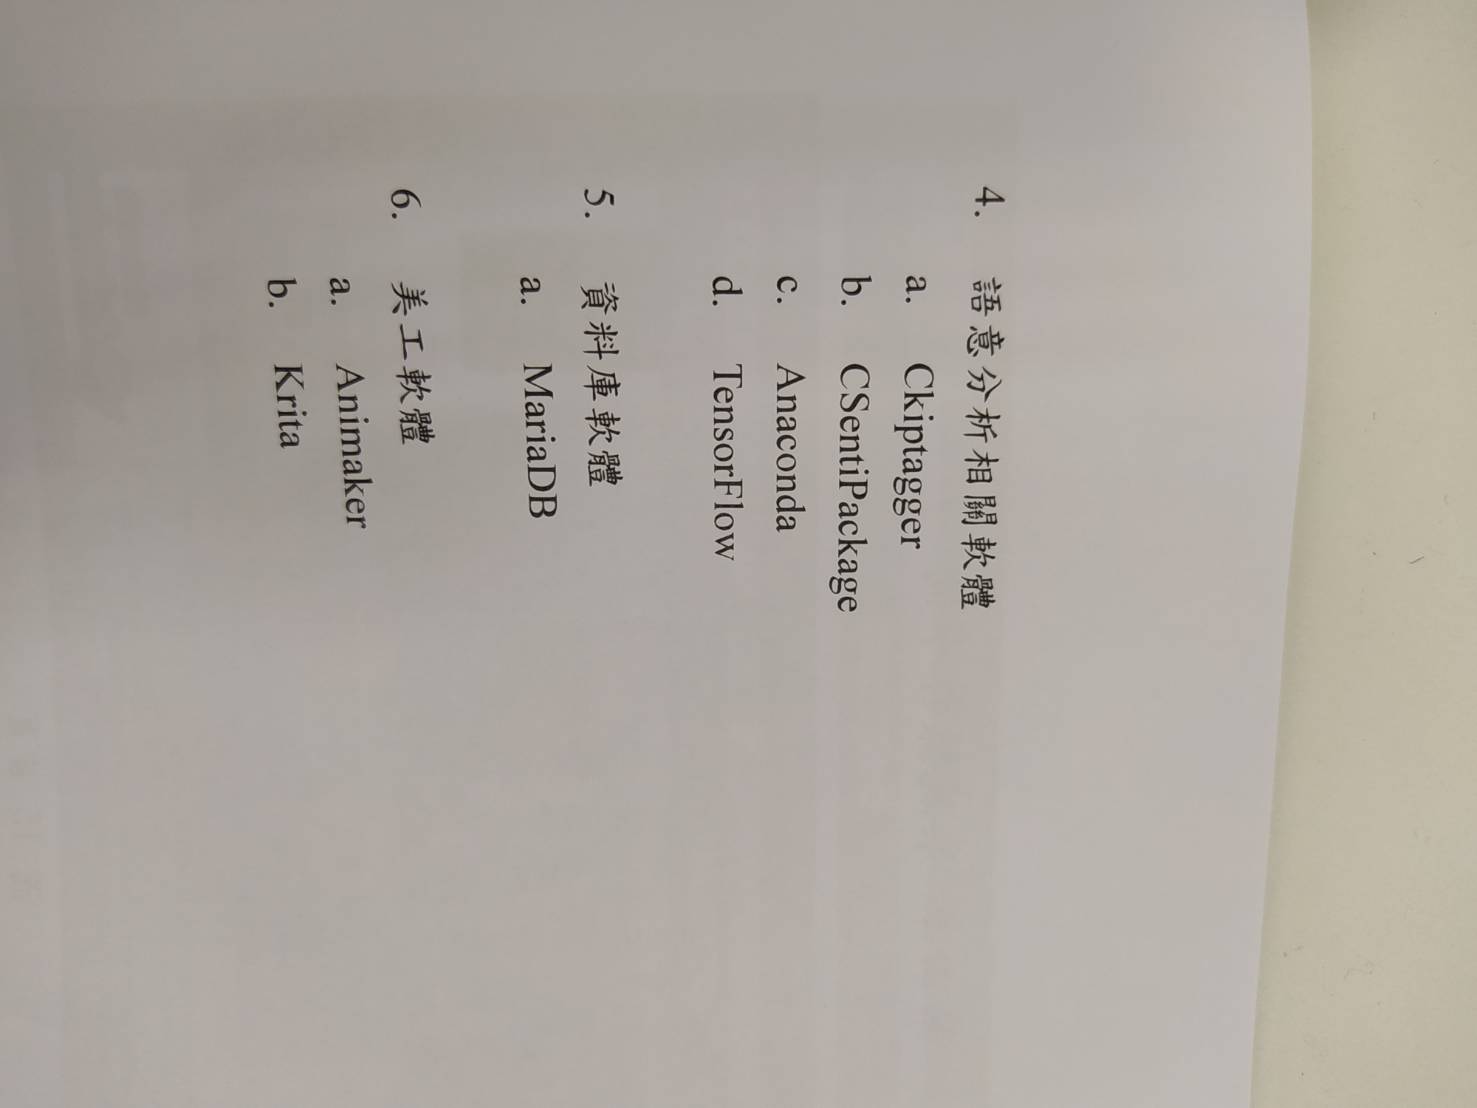 4. 語意分析相關軟體
a. Ckiptagger
b. CSentiPackage
c. Anaconda
d. TensorFlow
5. 資料庫軟體
a. MariaDB
6. 美工軟體
a. Animaker
b. Krita